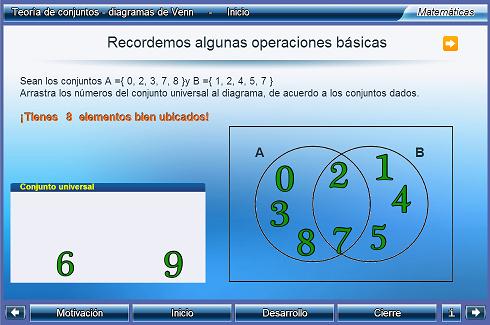 Teoría de conjuntos - diagramas de Venn - Inicio
Matemáticas
Recordemos algunas operaciones básicas
Sean los conjuntos A ={ 0, 2, 3, 7, 8 }y B ={ 1, 2, 4, 5, 7 }
Arrastra los números del conjunto universal al diagrama, de acuerdo a los conjuntos dados.
¡Tienes 8 elementos bien ubicados!
A B
0 2 1
3 4
8 7 5
Conjunto universal
6 9
Motivación Inicio Desarrollo Cierre i